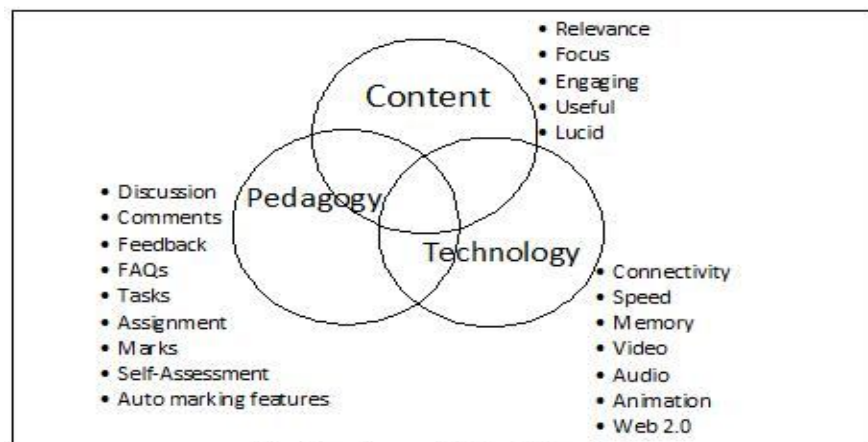 Content
• Relevance
• Focus
• Engaging
• Useful
• Lucid
Pedagogy
• Discussion
• Comments
• Feedback
• FAQs
• Tasks
• Assignment
• Marks
• Self-Assessment
• Auto marking features
Technology
• Connectivity
• Speed
• Memory
• Video
• Audio
• Animation
• Web 2.0